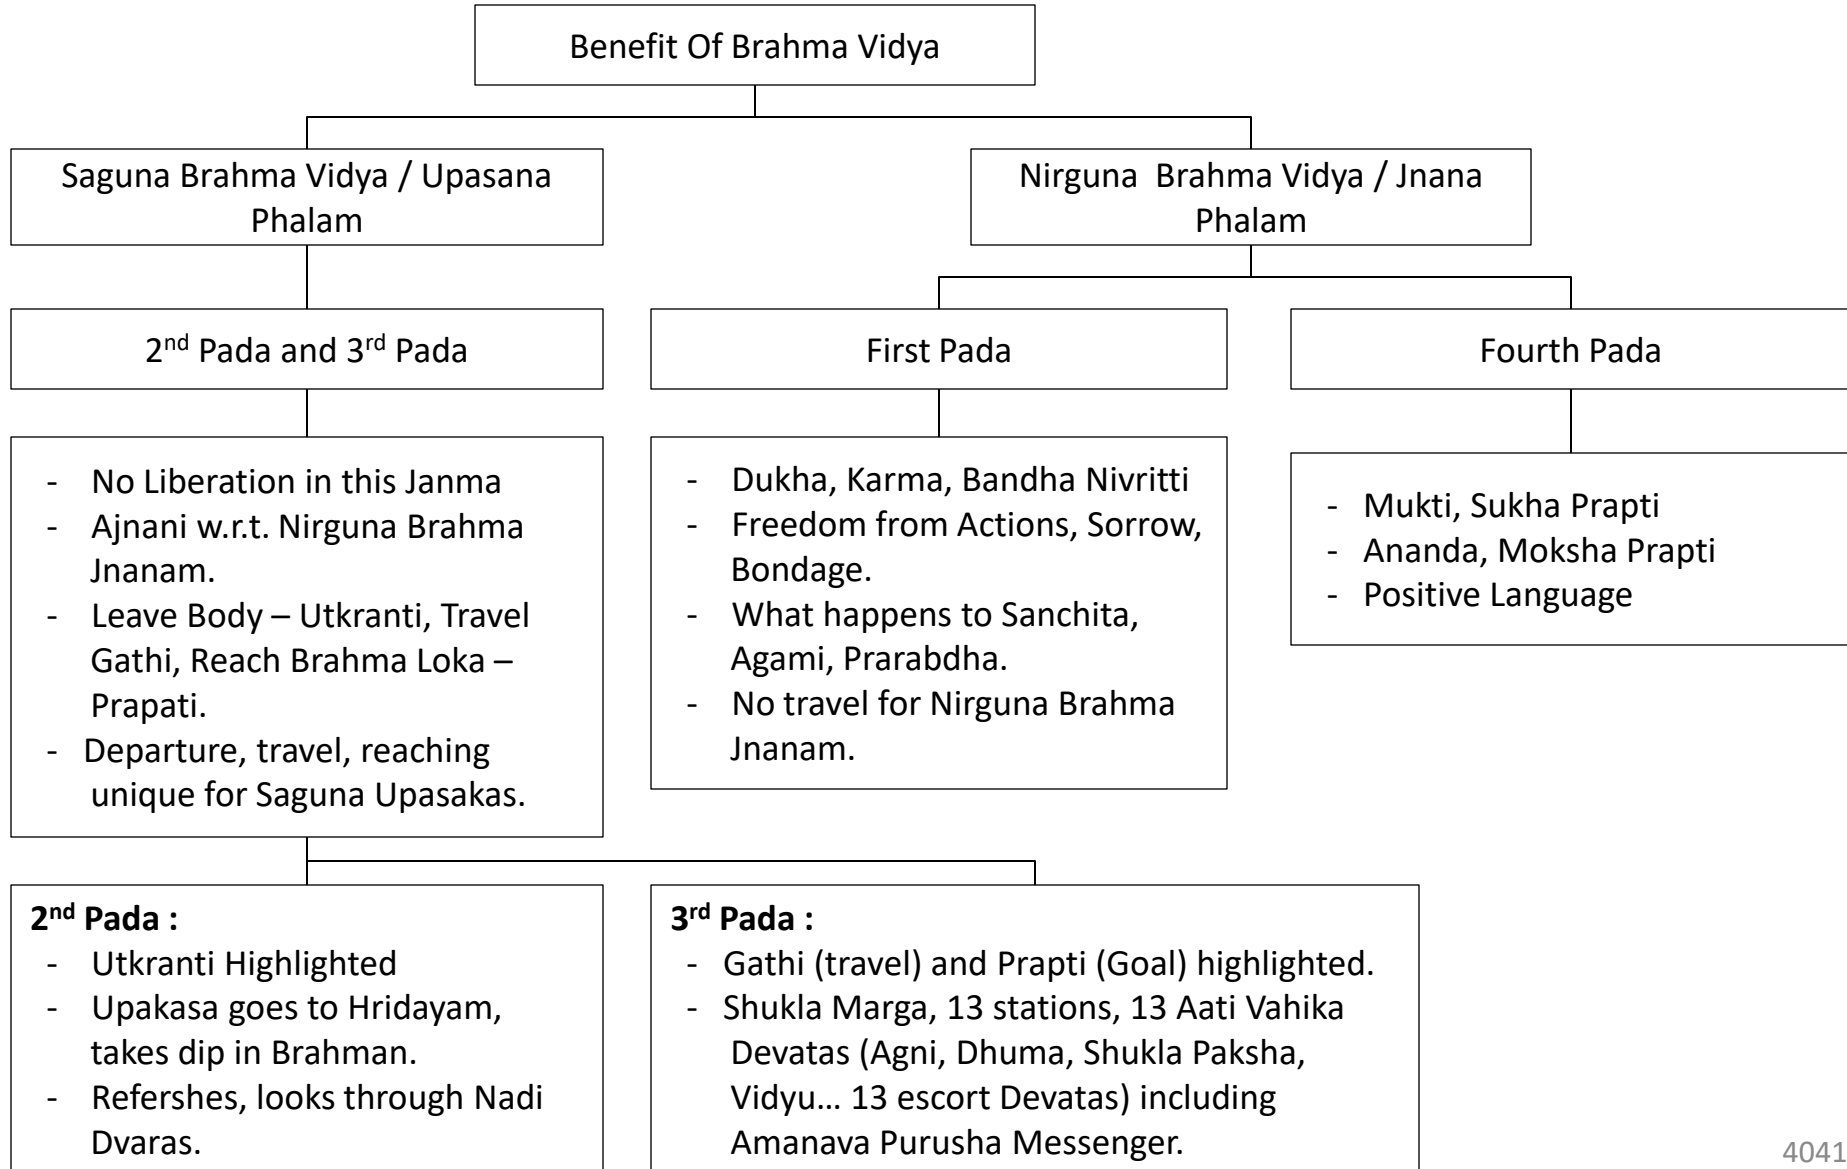 Benefit Of Brahma Vidya
Saguna Brahma Vidya / Upasana
Phalam
Nirguna Brahma Vidya / Jnana
Phalam
2nd Pada and 3rd Pada
First Pada
Fourth Pada
- No Liberation in this Janma
- Ajnani w.r.t. Nirguna Brahma
Jnanam.
- Leave Body – Utkranti, Travel
Gathi, Reach Brahma Loka –
Prapati.
- Departure, travel, reaching
unique for Saguna Upasakas.
- Dukha, Karma, Bandha Nivritti
- Freedom from Actions, Sorrow,
Bondage.
- What happens to Sanchita,
Agami, Prarabdha.
- No travel for Nirguna Brahma
Jnanam.
- Mukti, Sukha Prapti
- Ananda, Moksha Prapti
- Positive Language
2nd Pada :
- Utkranti Highlighted
- Upakasa goes to Hridayam,
takes dip in Brahman.
- Refershes, looks through Nadi
Dvaras.
3rd Pada :
- Gathi (travel) and Prapti (Goal) highlighted.
- Shukla Marga, 13 stations, 13 Aati Vahika
Devatas (Agni, Dhuma, Shukla Paksha,
Vidyu... 13 escort Devatas) including
Amanava Purusha Messenger.
4041